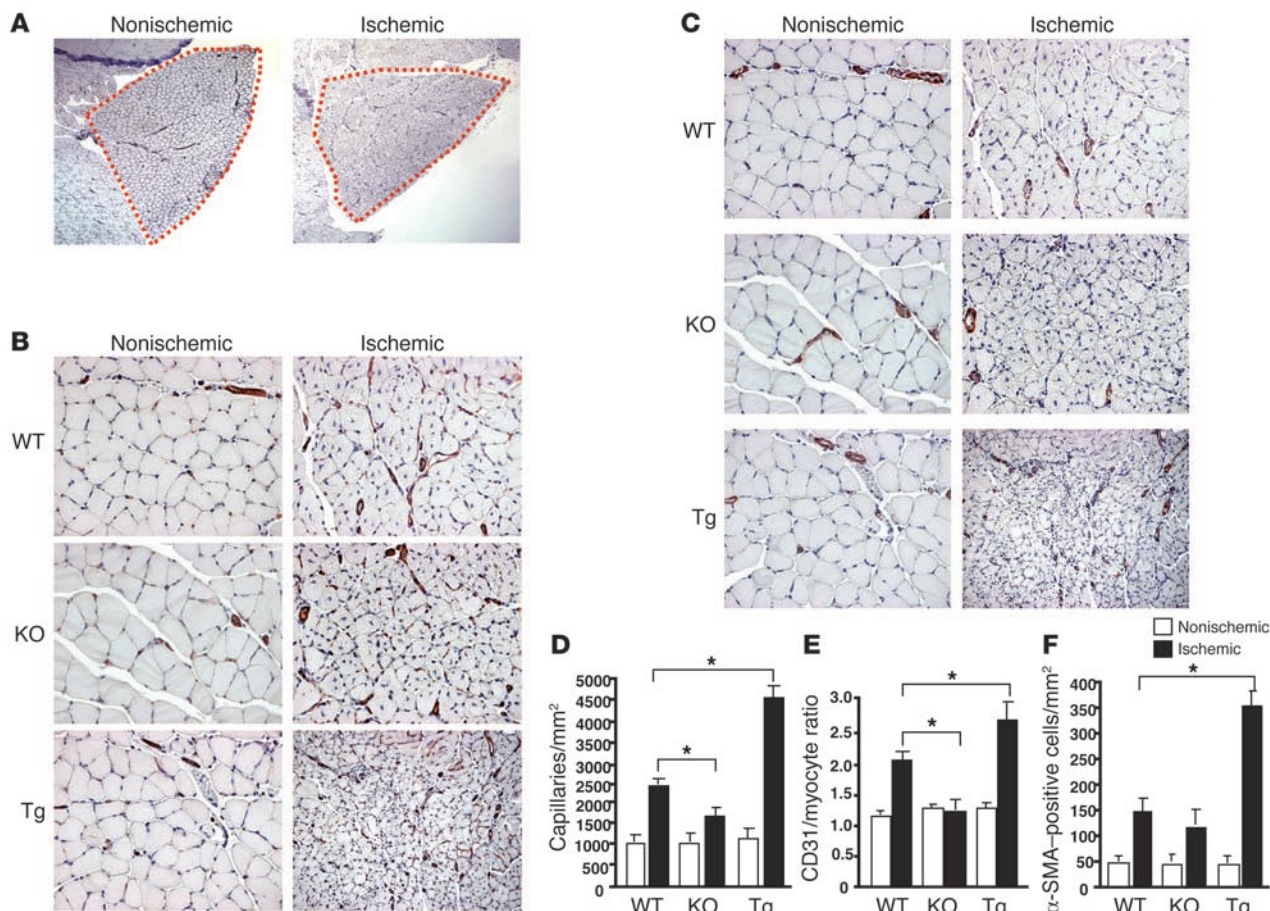 A
Nonischemic
Ischemic
B
Nonischemic
Ischemic
WT
KO
Tg
C
Nonischemic
Ischemic
WT
KO
Tg
D
Capillaries/mm²
5000
4500
4000
3500
3000
2500
2000
1500
1000
500
0
WT KO Tg
E
CD31/myocyte ratio
3.0
2.5
2.0
1.5
1.0
0.5
0
WT KO Tg
F
Nonischemic
Ischemic
α-SMA–positive cells/mm²
400
350
300
250
200
150
100
50
0
WT KO Tg
*
*
*
*
*